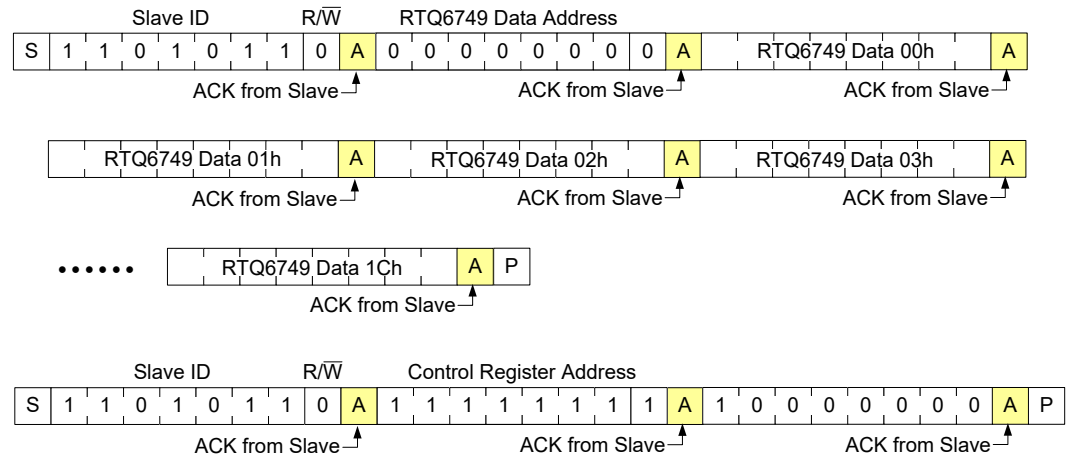 Slave ID R/W RTQ6749 Data Address
S 1 1 0 1 0 1 1 0 A 0 0 0 0 0 0 0 0 A RTQ6749 Data 00h A
ACK from Slave ACK from Slave ACK from Slave
RTQ6749 Data 01h A RTQ6749 Data 02h A RTQ6749 Data 03h A
ACK from Slave ACK from Slave ACK from Slave
•••••• RTQ6749 Data 1Ch A P
ACK from Slave
Slave ID R/W Control Register Address
S 1 1 0 1 0 1 1 0 A 1 1 1 1 1 1 1 1 A 1 0 0 0 0 0 0 0 A P
ACK from Slave ACK from Slave ACK from Slave